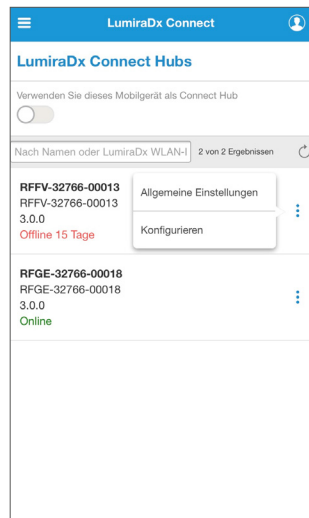 LumiraDx Connect
LumiraDx Connect Hubs
Verwenden Sie dieses Mobilgerät als Connect Hub
Nach Namen oder LumiraDx WLAN-I
2 von 2 Ergebnissen
RFFV-32766-00013
RFFV-32766-00013
3.0.0
Offline 15 Tage
Allgemeine Einstellungen
Konfigurieren
RFGE-32766-00018
RFGE-32766-00018
3.0.0
Online